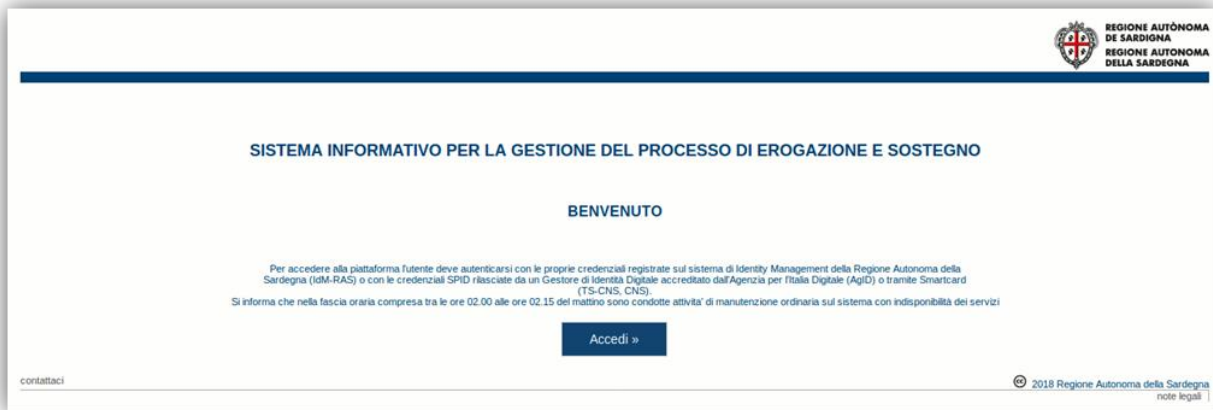 REGIONE AUTÒNOMA
DE SARDIGNA
REGIONE AUTONOMA
DELLA SARDEGNA
SISTEMA INFORMATIVO PER LA GESTIONE DEL PROCESSO DI EROGAZIONE E SOSTEGNO
BENVENUTO
Per accedere alla piattaforma l'utente deve autenticarsi con le proprie credenziali registrate sul sistema di Identity Management della Regione Autonoma della
Sardegna (IdM-RAS) o con le credenziali SPID rilasciate da un Gestore di Identità Digitale accreditato dall'Agenzia per l'Italia Digitale (AgID) o tramite Smartcard
(TS-CNS, CNS).
Si informa che nella fascia oraria compresa tra le ore 02.00 alle ore 02.15 del mattino sono condotte attivita' di manutenzione ordinaria sul sistema con indisponibilità dei servizi
Accedi »
contattaci
cc 2018 Regione Autonoma della Sardegna
note legali